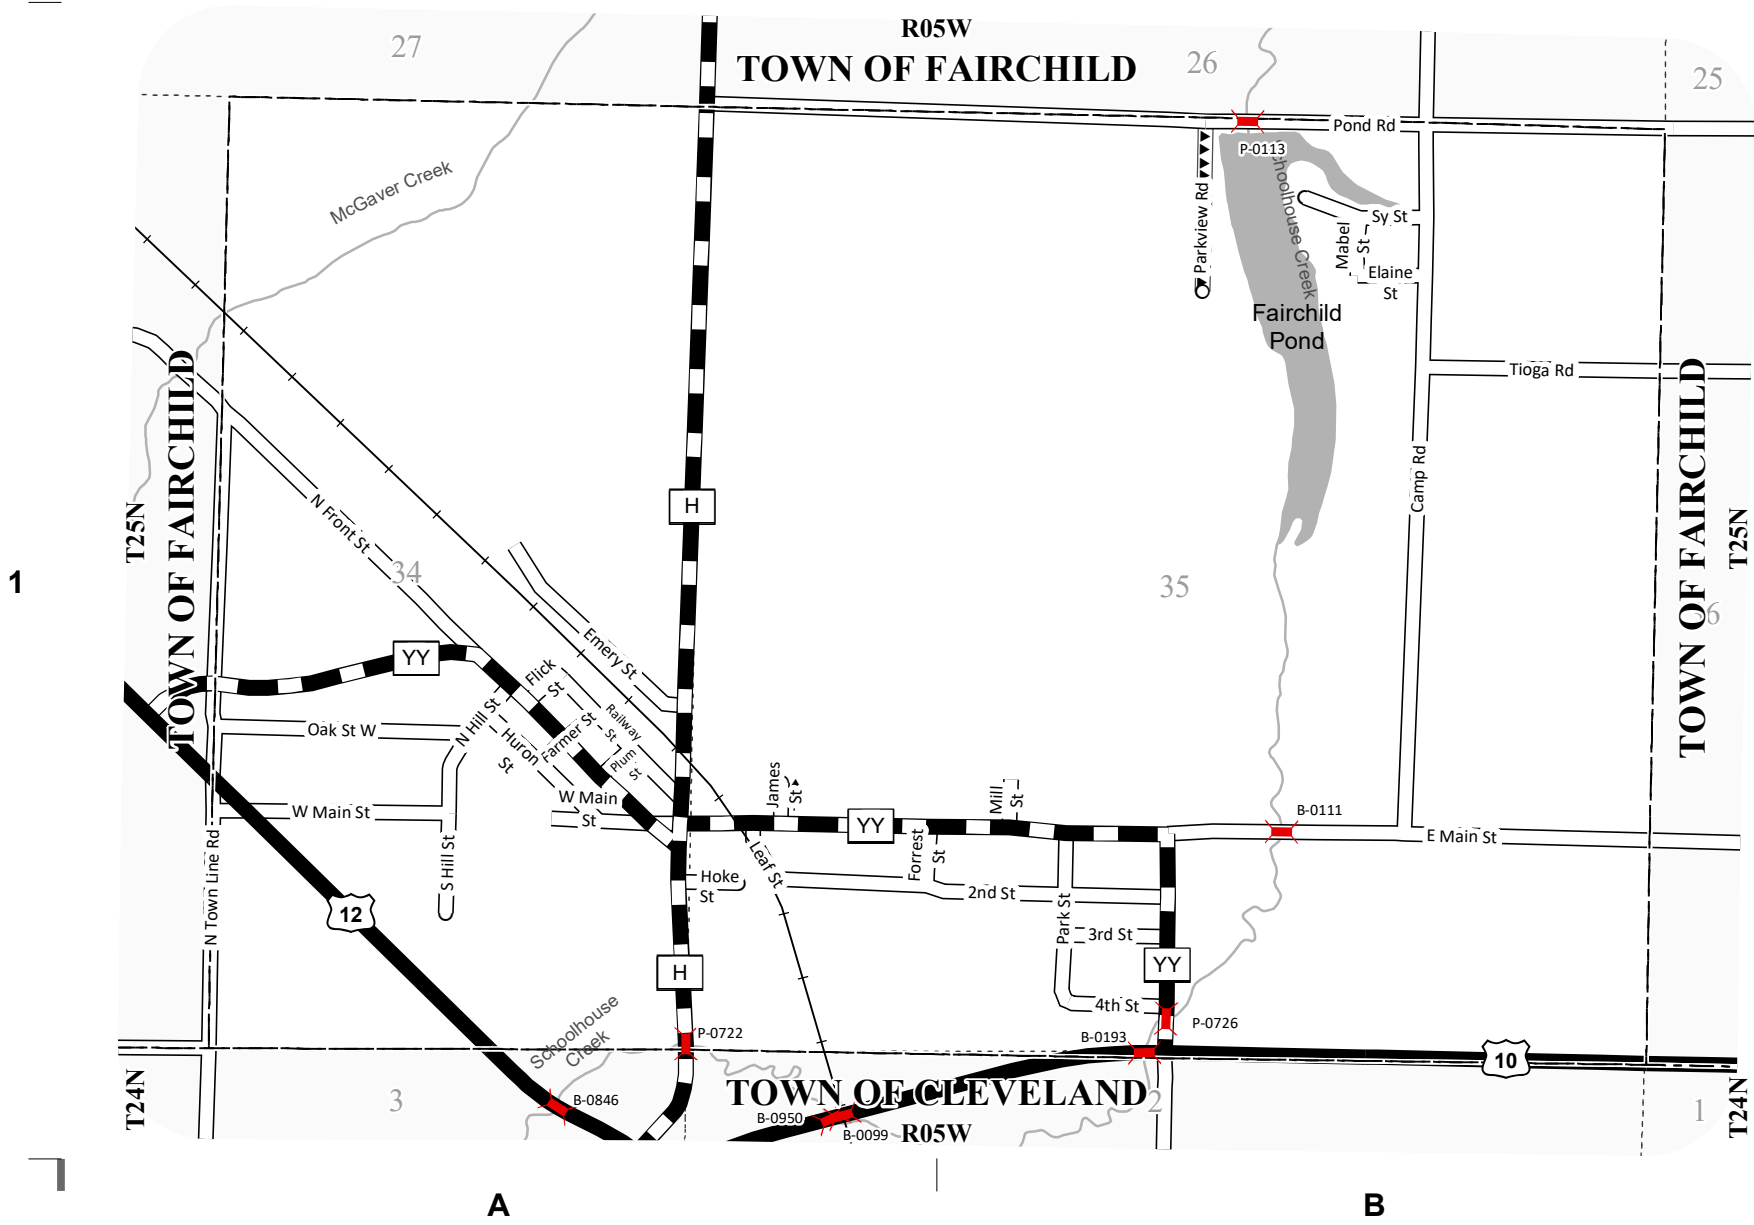 R05W
TOWN OF FAIRCHILD
27
26
25
Pond Rd
P-0113
McGaver Creek
Parkview Rd
Schoolhouse Creek
Sy St
Mabel
St
Elaine
St
Fairchild
Pond
Tioga Rd
TOWN OF FAIRCHILD
TOWN OF FAIRCHILD
Camp Rd
T25N
T25N
H
N Front St
1
34
35
36
Emery St
YY
Flick
St
N Hill St
Railway
St
Farmer St
Plum
St
Huron
St
Oak St W
W Main St
W Main
St
James
St
Mill
St
YY
B-0111
E Main St
Forrest
St
Leaf St
Hoke
St
2nd St
Park St
3rd St
4th St
YY
S Hill St
N Town Line Rd
12
H
P-0722
P-0726
B-0193
Schoolhouse
Creek
10
T24N
T24N
3
B-0846
TOWN OF CLEVELAND
2
1
B-0950
B-0099
R05W
A
B